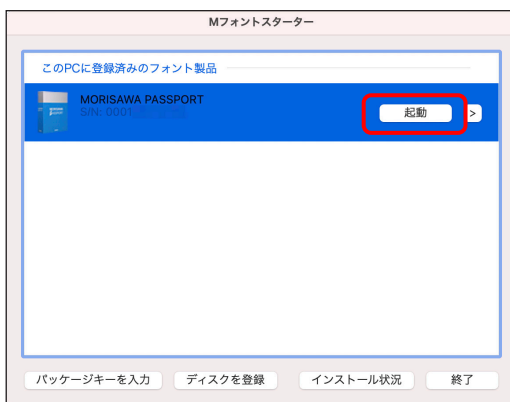 Mフォントスターター
このPCに登録済みのフォント製品
MORISAWA PASSPORT
S/N: 0001
起動
>
パッケージキーを入力 ディスクを登録 インストール状況 終了